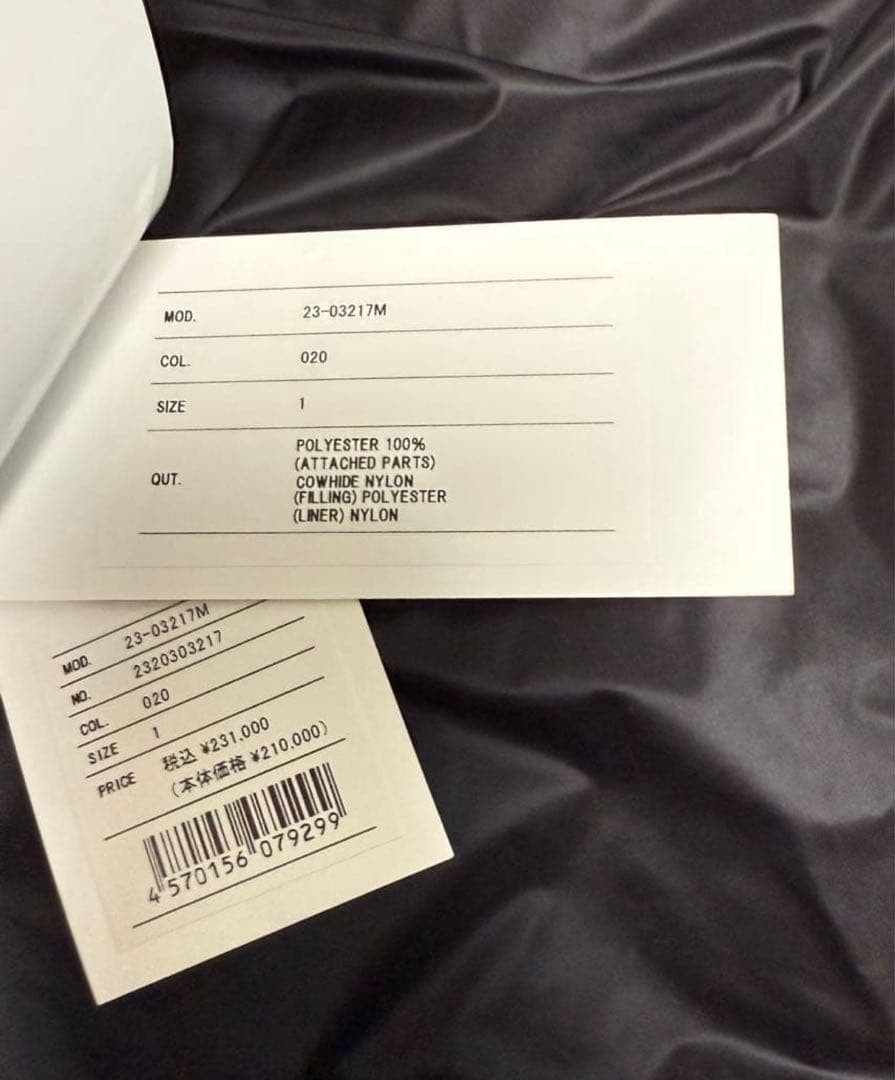 MOD. 23-03217M
COL. 020
SIZE 1
OUT. POLYESTER 100%
(ATTACHED PARTS)
COWHIDE NYLON
(FILLING) POLYESTER
(LINER) NYLON
MOD. 23-03217M
NO. 2320303217
COL. 020
SIZE 1
PRICE 税込 ¥231,000
(本体価格 ¥210,000)
4 570156 079299